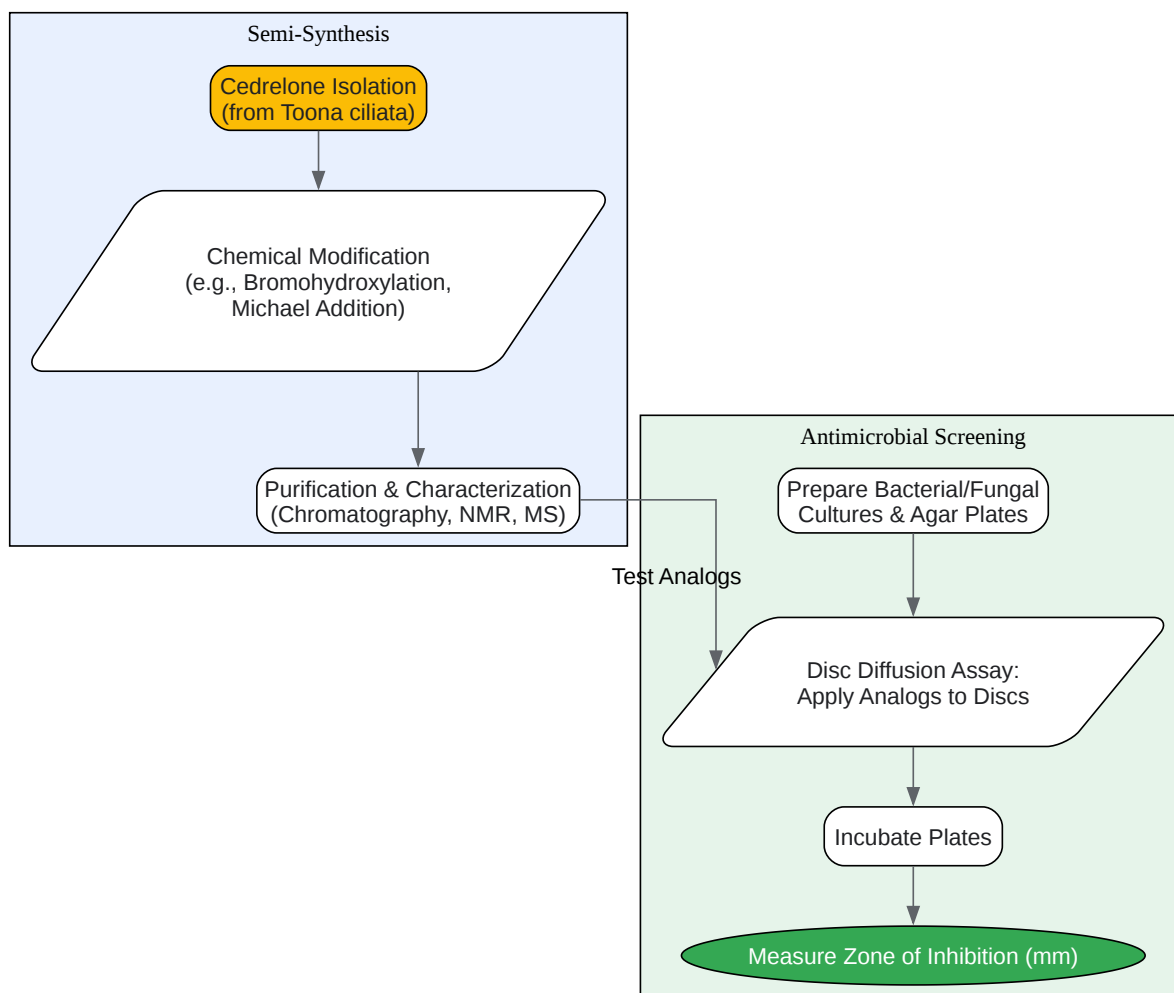 Semi-Synthesis
Cedrelone Isolation
(from Toona ciliata)
Chemical Modification
(e.g., Bromohydroxylation,
Michael Addition)
Purification & Characterization
(Chromatography, NMR, MS)
Test Analogs
Antimicrobial Screening
Prepare Bacterial/Fungal
Cultures & Agar Plates
Disc Diffusion Assay:
Apply Analogs to Discs
Incubate Plates
Measure Zone of Inhibition (mm)